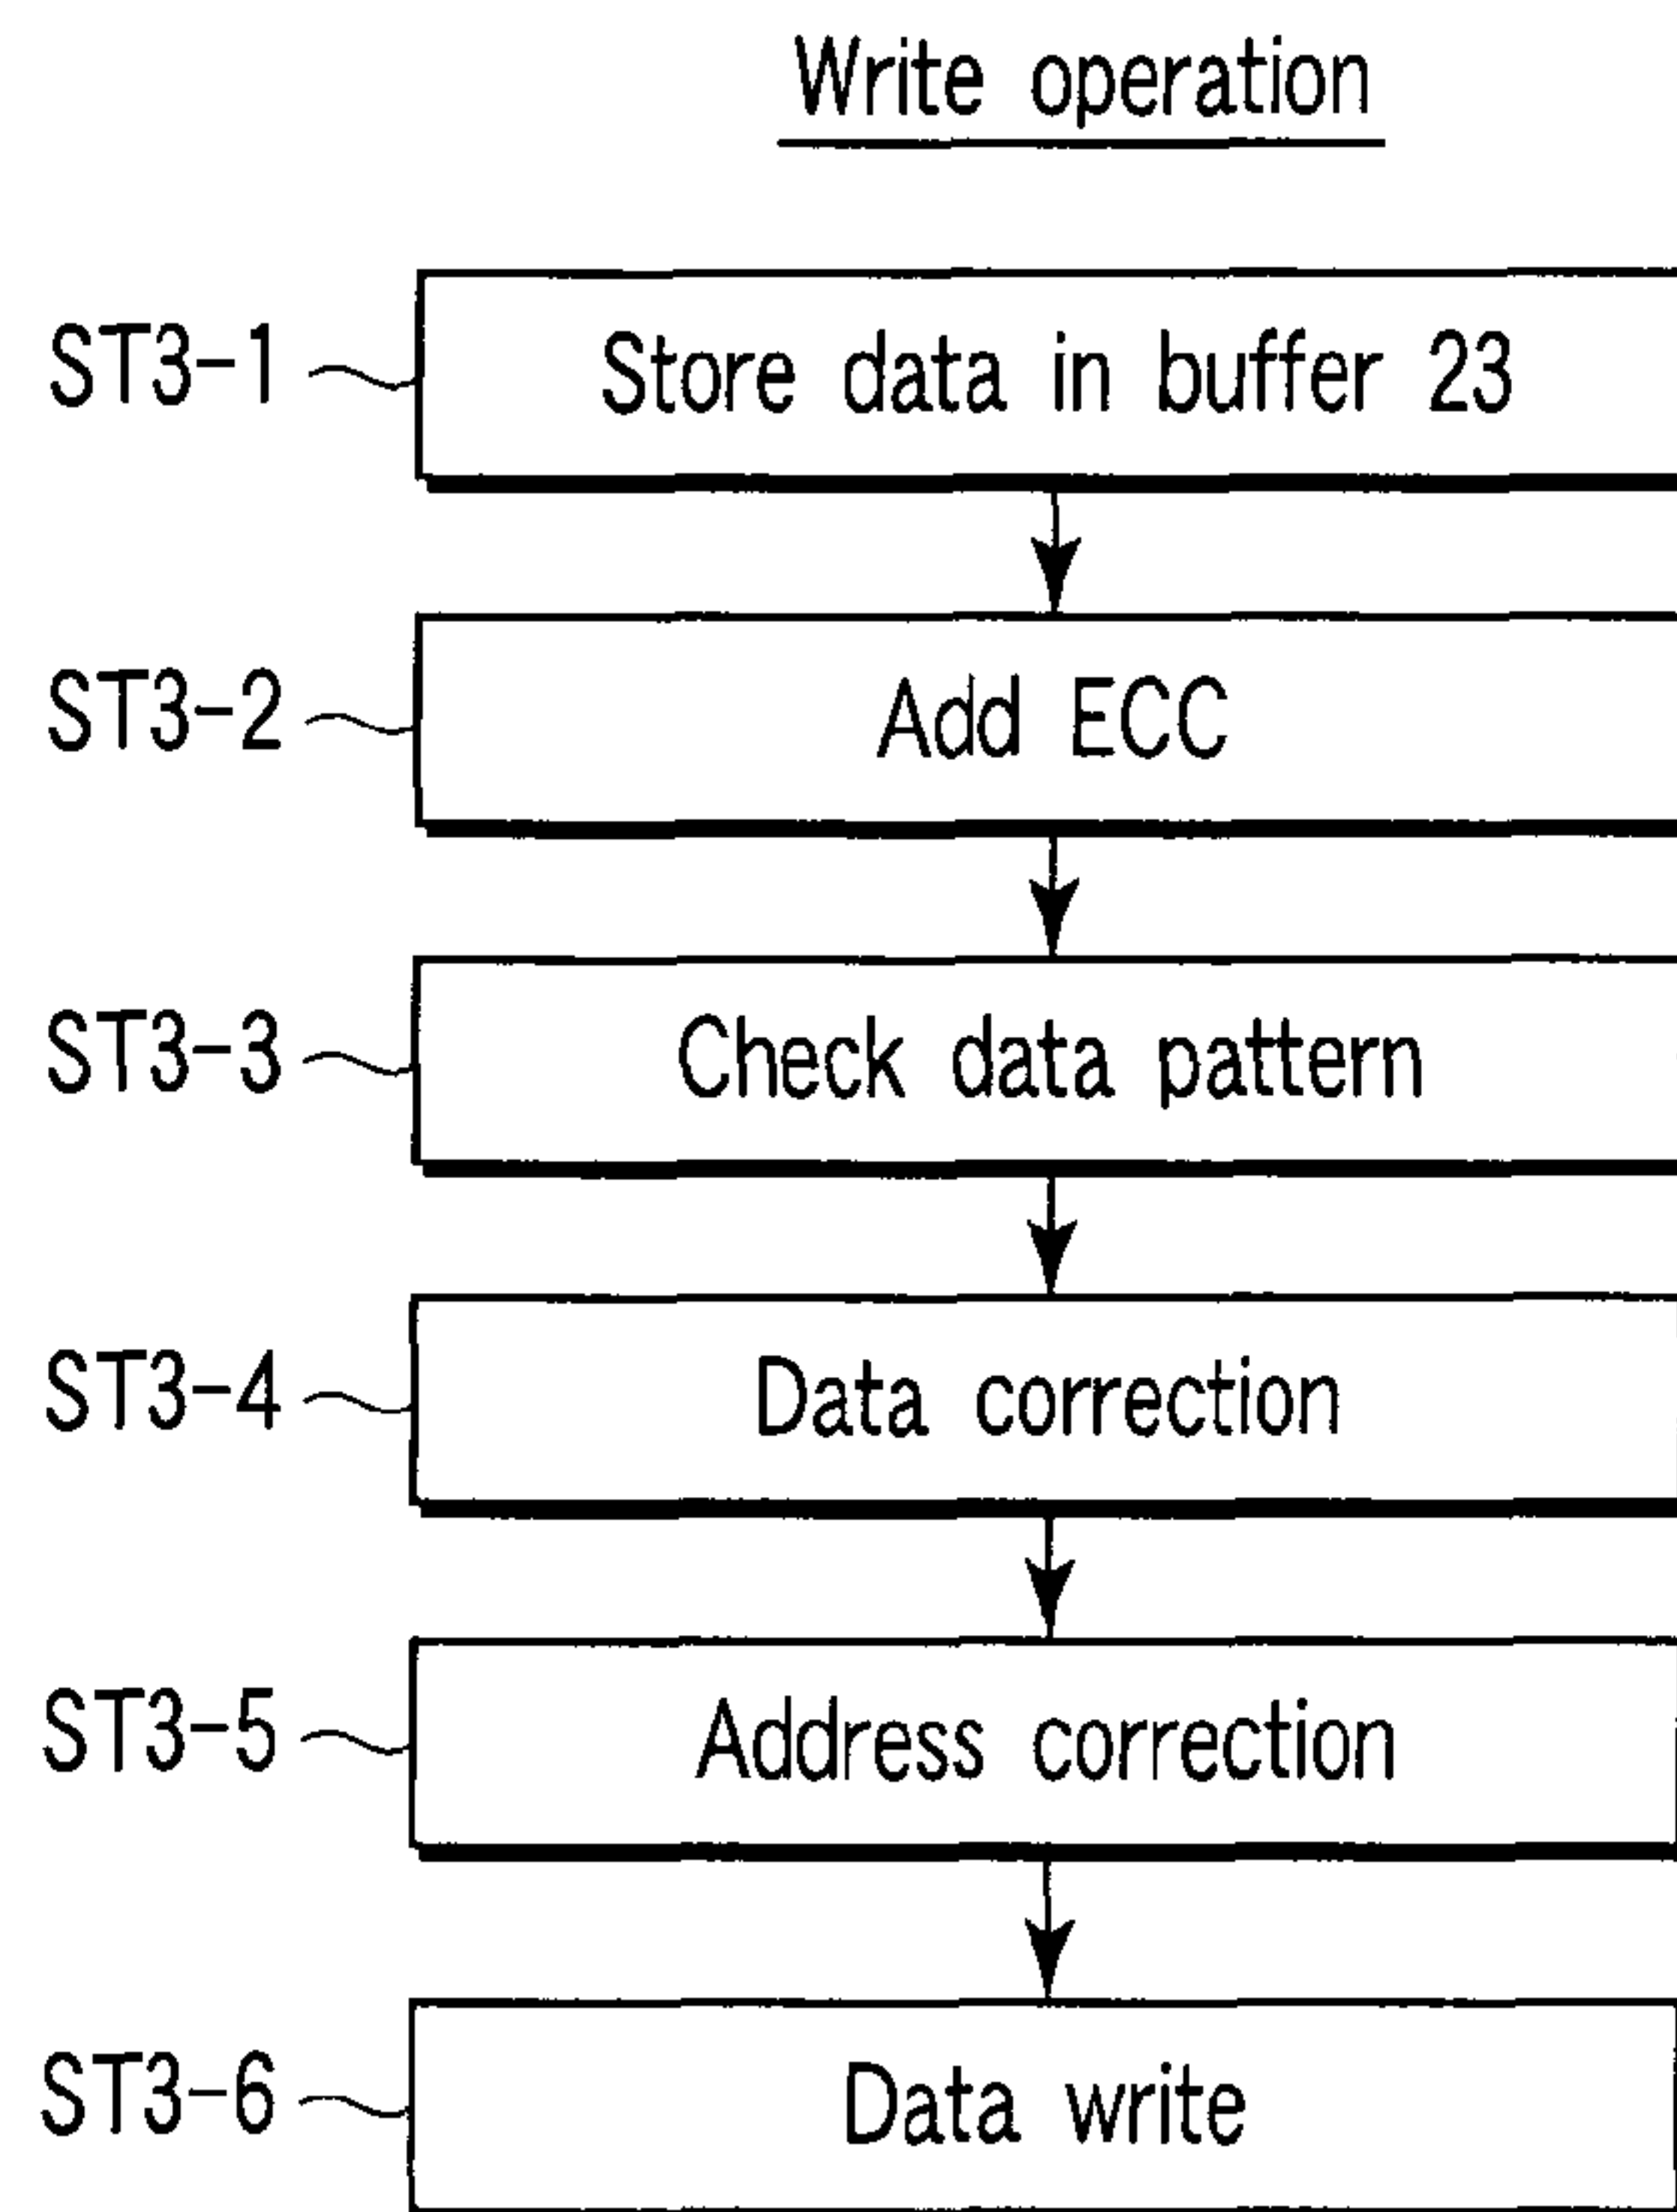 Write operation
ST3-1 Store data in buffer 23
ST3-2 Add ECC
ST3-3 Check data pattern
ST3-4 Data correction
ST3-5 Address correction
ST3-6 Data write